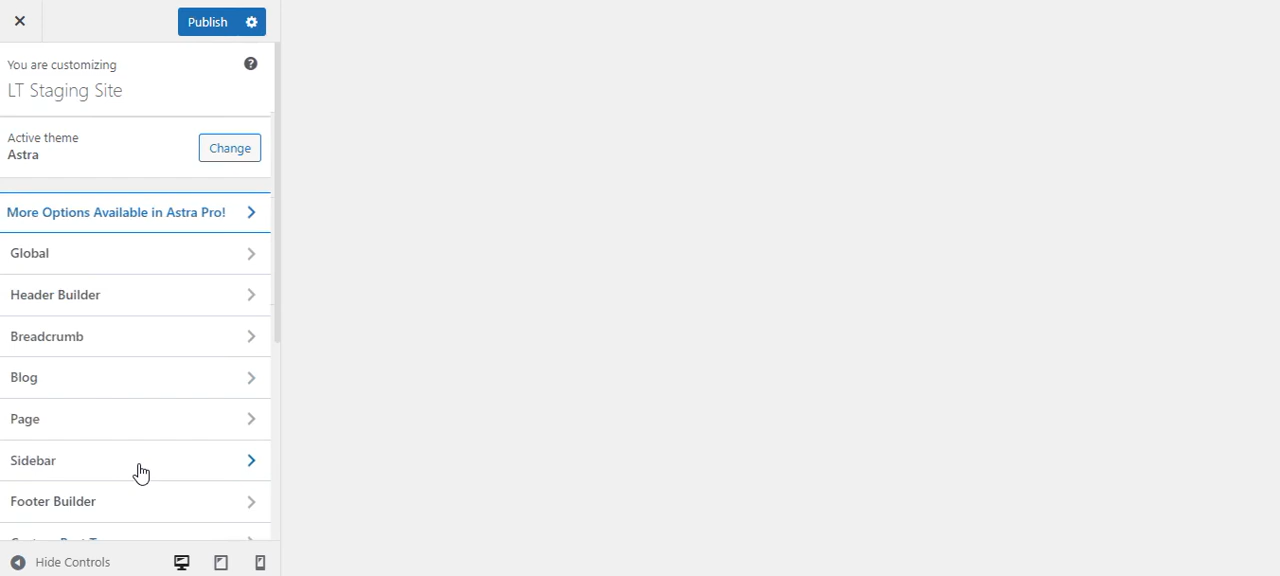 Publish
You are customizing
LT Staging Site
Active theme
Astra
Change
More Options Available in Astra Pro!
Global
Header Builder
Breadcrumb
Blog
Page
Sidebar
Footer Builder
Hide Controls